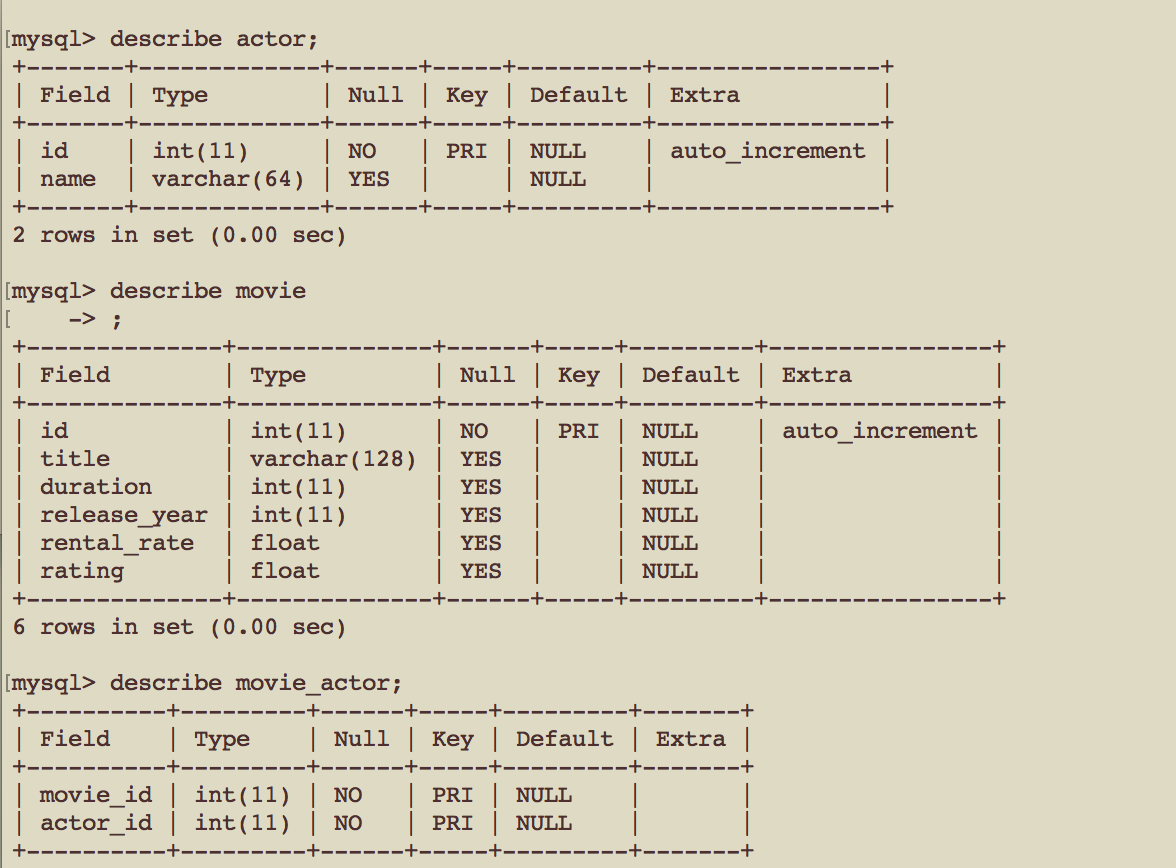 [mysql> describe actor;
+-------+-------------+------+-----+---------+----------------+
| Field | Type        | Null | Key | Default | Extra          |
+-------+-------------+------+-----+---------+----------------+
| id    | int(11)     | NO   | PRI | NULL    | auto_increment |
| name  | varchar(64) | YES  |     | NULL    |                |
+-------+-------------+------+-----+---------+----------------+
2 rows in set (0.00 sec)
[mysql> describe movie
[    -> ;
+--------------+--------------+------+-----+---------+----------------+
| Field        | Type         | Null | Key | Default | Extra          |
+--------------+--------------+------+-----+---------+----------------+
| id           | int(11)      | NO   | PRI | NULL    | auto_increment |
| title        | varchar(128) | YES  |     | NULL    |                |
| duration     | int(11)      | YES  |     | NULL    |                |
| release_year | int(11)      | YES  |     | NULL    |                |
| rental_rate  | float        | YES  |     | NULL    |                |
| rating       | float        | YES  |     | NULL    |                |
+--------------+--------------+------+-----+---------+----------------+
6 rows in set (0.00 sec)
[mysql> describe movie_actor;
+----------+---------+------+-----+---------+-------+
| Field    | Type    | Null | Key | Default | Extra |
+----------+---------+------+-----+---------+-------+
| movie_id | int(11) | NO   | PRI | NULL    |       |
| actor_id | int(11) | NO   | PRI | NULL    |       |
+----------+---------+------+-----+---------+-------+